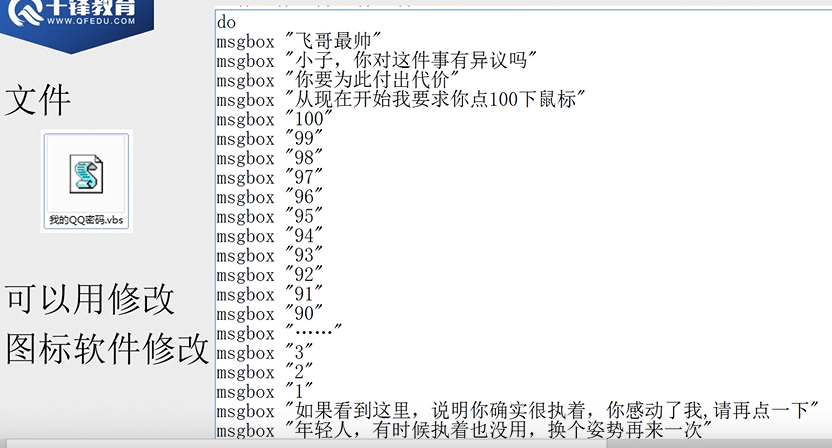 千锋教育
WWW.QFEDU.COM
文件
我的QQ密码.vbs
可以用修改
图标软件修改
do
msgbox "飞哥最帅"
msgbox "小子，你对这件事有异议吗"
msgbox "你要为此付出代价"
msgbox "从现在开始我要求你点100下鼠标"
msgbox "100"
msgbox "99"
msgbox "98"
msgbox "97"
msgbox "96"
msgbox "95"
msgbox "94"
msgbox "93"
msgbox "92"
msgbox "91"
msgbox "90"
msgbox "……"
msgbox "3"
msgbox "2"
msgbox "1"
msgbox "如果看到这里，说明你确实很执着，你感动了我,请再点一下"
msgbox "年轻人，有时候执着也没用，换个姿势再来一次"